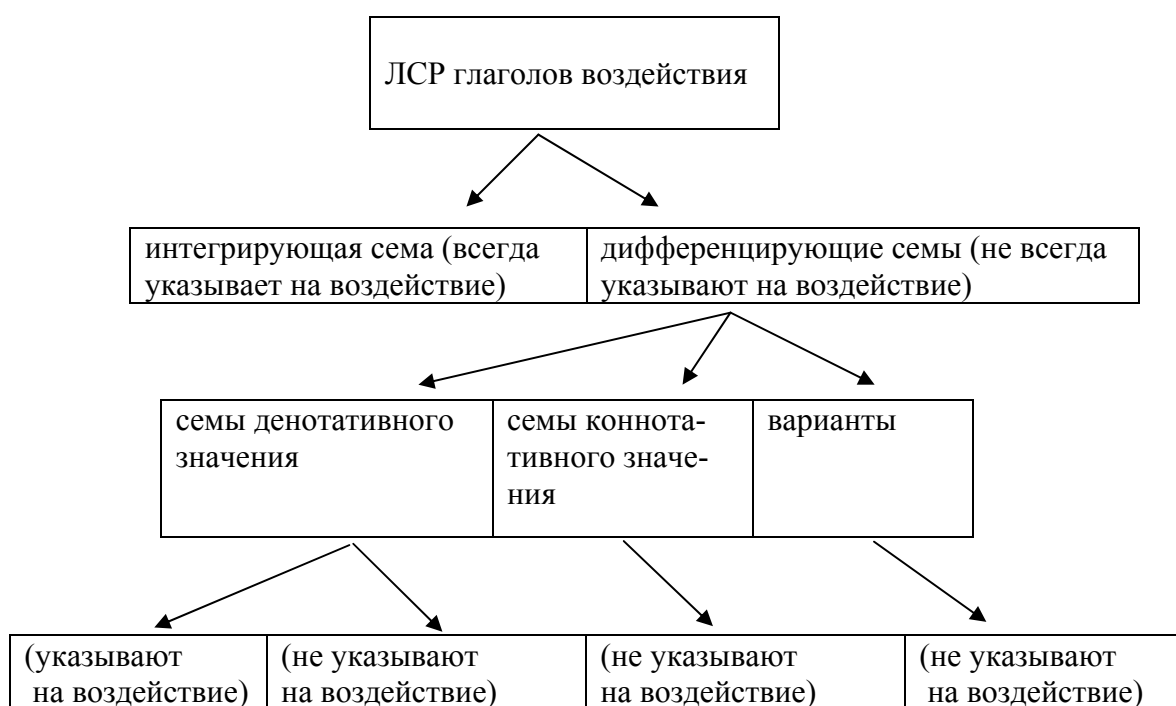 ЛСР глаголов воздействия
интегрирующая сема (всегда
указывает на воздействие)
дифференцирующие семы (не всегда
указывают на воздействие)
семы денотативного
значения
семы коннота-
тивного значе-
ния
варианты
(указывают
на воздействие)
(не указывают
на воздействие)
(не указывают
на воздействие)
(не указывают
на воздействие)